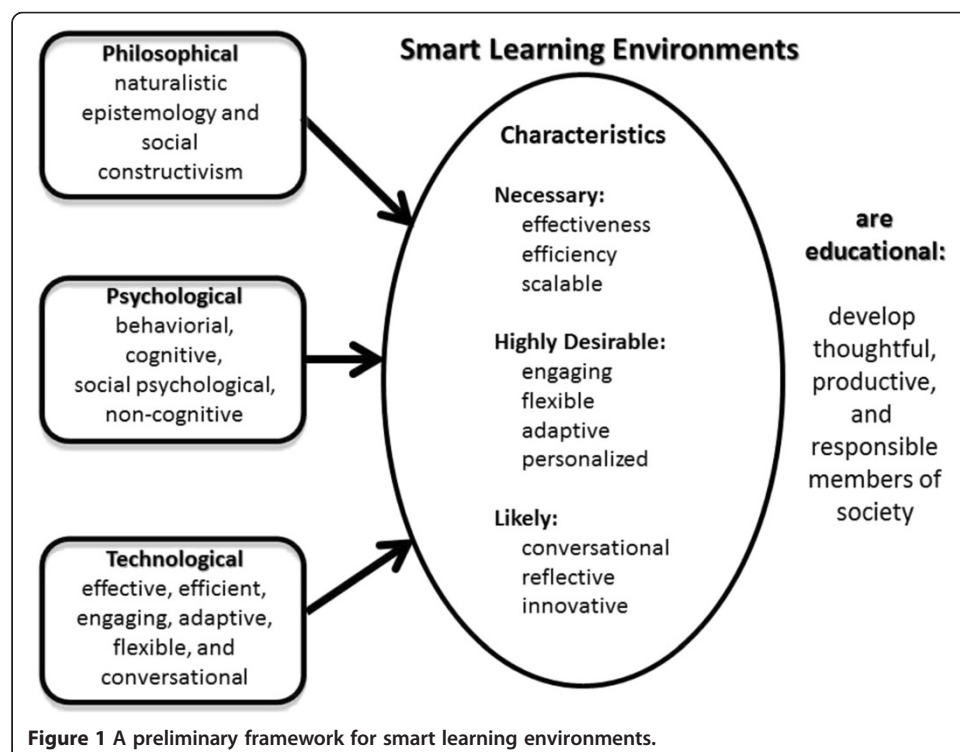 Philosophical
naturalistic
epistemology and
social
constructivism
Psychological
behaviorial,
cognitive,
social psychological,
non-cognitive
Technological
effective, efficient,
engaging, adaptive,
flexible, and
conversational
Smart Learning Environments
Characteristics
Necessary:
effectiveness
efficiency
scalable
Highly Desirable:
engaging
flexible
adaptive
personalized
Likely:
conversational
reflective
innovative
are
educational:
develop
thoughtful,
productive,
and
responsible
members of
society
Figure 1 A preliminary framework for smart learning environments.